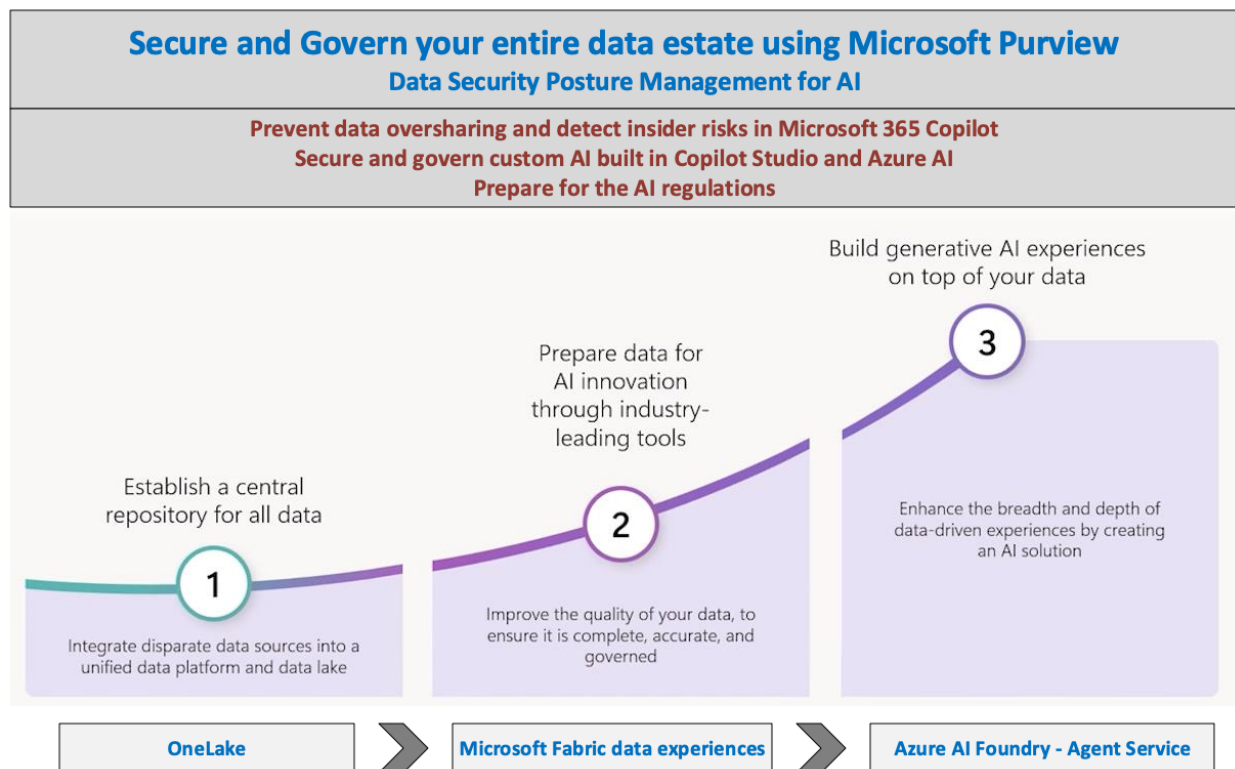 Secure and Govern your entire data estate using Microsoft Purview
Data Security Posture Management for AI
Prevent data oversharing and detect insider risks in Microsoft 365 Copilot
Secure and govern custom AI built in Copilot Studio and Azure AI
Prepare for the AI regulations
Establish a central
repository for all data
1
Integrate disparate data sources into a
unified data platform and data lake
Prepare data for
AI innovation
through industry-
leading tools
2
Improve the quality of your data, to
ensure it is complete, accurate, and
governed
Build generative AI experiences
on top of your data
3
Enhance the breadth and depth of
data-driven experiences by creating
an AI solution
OneLake
Microsoft Fabric data experiences
Azure AI Foundry - Agent Service